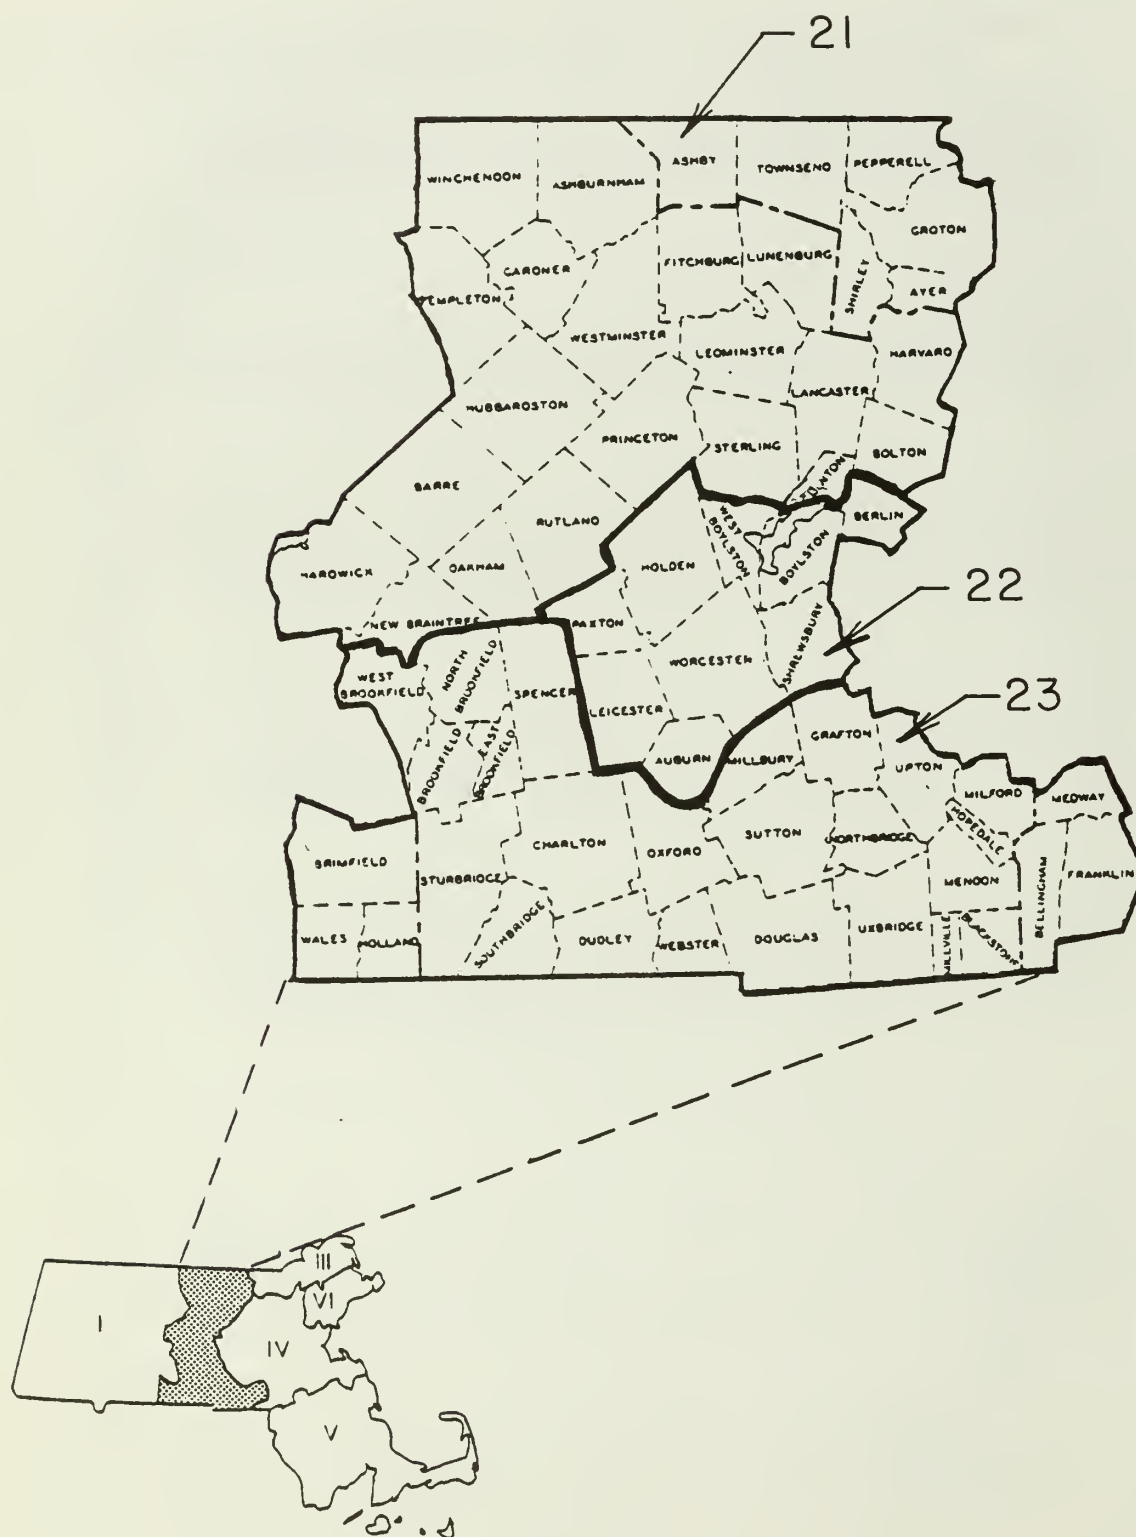 21
WINCHENDON
ASHBURNHAM
ASHBY
TOWNSEND
PEPPERELL
GROTON
GARDNER
FITCHBURG
LUNENBURG
SHIRLEY
AYER
TEMPLETON
WESTMINSTER
LEOMINSTER
HARVARD
LANCASTER
HUBBARDSTON
PRINCETON
STERLING
BOLTON
BARRE
RUTLAND
WEST
BOYLSTON
BERLIN
BOYLSTON
HARDWICK
OAKHAM
HOLDEN
22
NEW BRAINTREE
PAXTON
WORCESTER
SHREWSBURY
WEST
BROOKFIELD
NORTH
BROOKFIELD
SPENCER
LEICESTER
23
BROOKFIELD
EAST
BROOKFIELD
AUBURN
MILLBURY
GRAFTON
UPTON
MILFORD
MEDWAY
HOPEDALE
BRIMFIELD
STURBRIDGE
CHARLTON
OXFORD
SUTTON
NORTHBRIDGE
MENDON
BELLINGHAM
FRANKLIN
WALES
HOLLAND
SOUTHBRIDGE
DUDLEY
WEBSTER
DOUGLAS
UXBRIDGE
MILLVILLE
BLACKSTONE
I
III
VI
IV
V